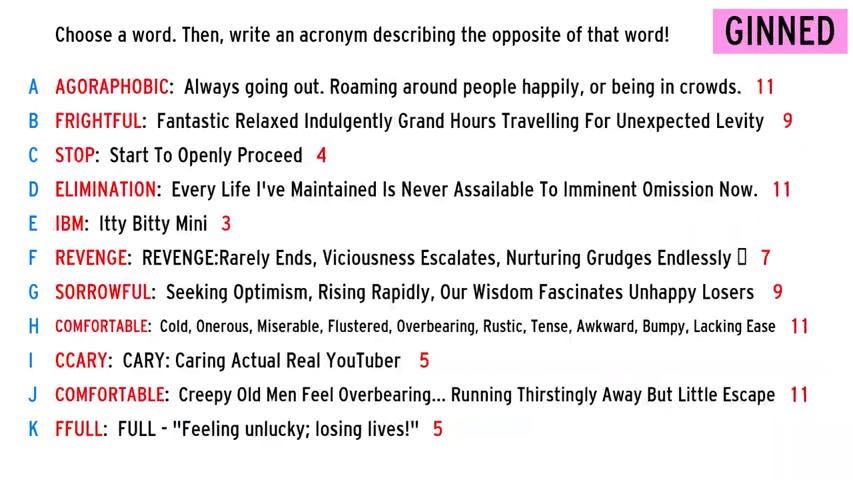 Choose a word. Then, write an acronym describing the opposite of that word!
GINNED
A AGORAPHOBIC: Always going out. Roaming around people happily, or being in crowds. 11
B FRIGHTFUL: Fantastic Relaxed Indulgently Grand Hours Travelling For Unexpected Levity 9
C STOP: Start To Openly Proceed 4
D ELIMINATION: Every Life I've Maintained Is Never Assailable To Imminent Omission Now. 11
E IBM: Itty Bitty Mini 3
F REVENGE: REVENGE:Rarely Ends, Viciousness Escalates, Nurturing Grudges Endlessly 7
G SORROWFUL: Seeking Optimism, Rising Rapidly, Our Wisdom Fascinates Unhappy Losers 9
H COMFORTABLE: Cold, Onerous, Miserable, Flustered, Overbearing, Rustic, Tense, Awkward, Bumpy, Lacking Ease 11
I CCARY: CARY: Caring Actual Real YouTuber 5
J COMFORTABLE: Creepy Old Men Feel Overbearing... Running Thirstingly Away But Little Escape 11
K FFULL: FULL - "Feeling unlucky; losing lives!" 5